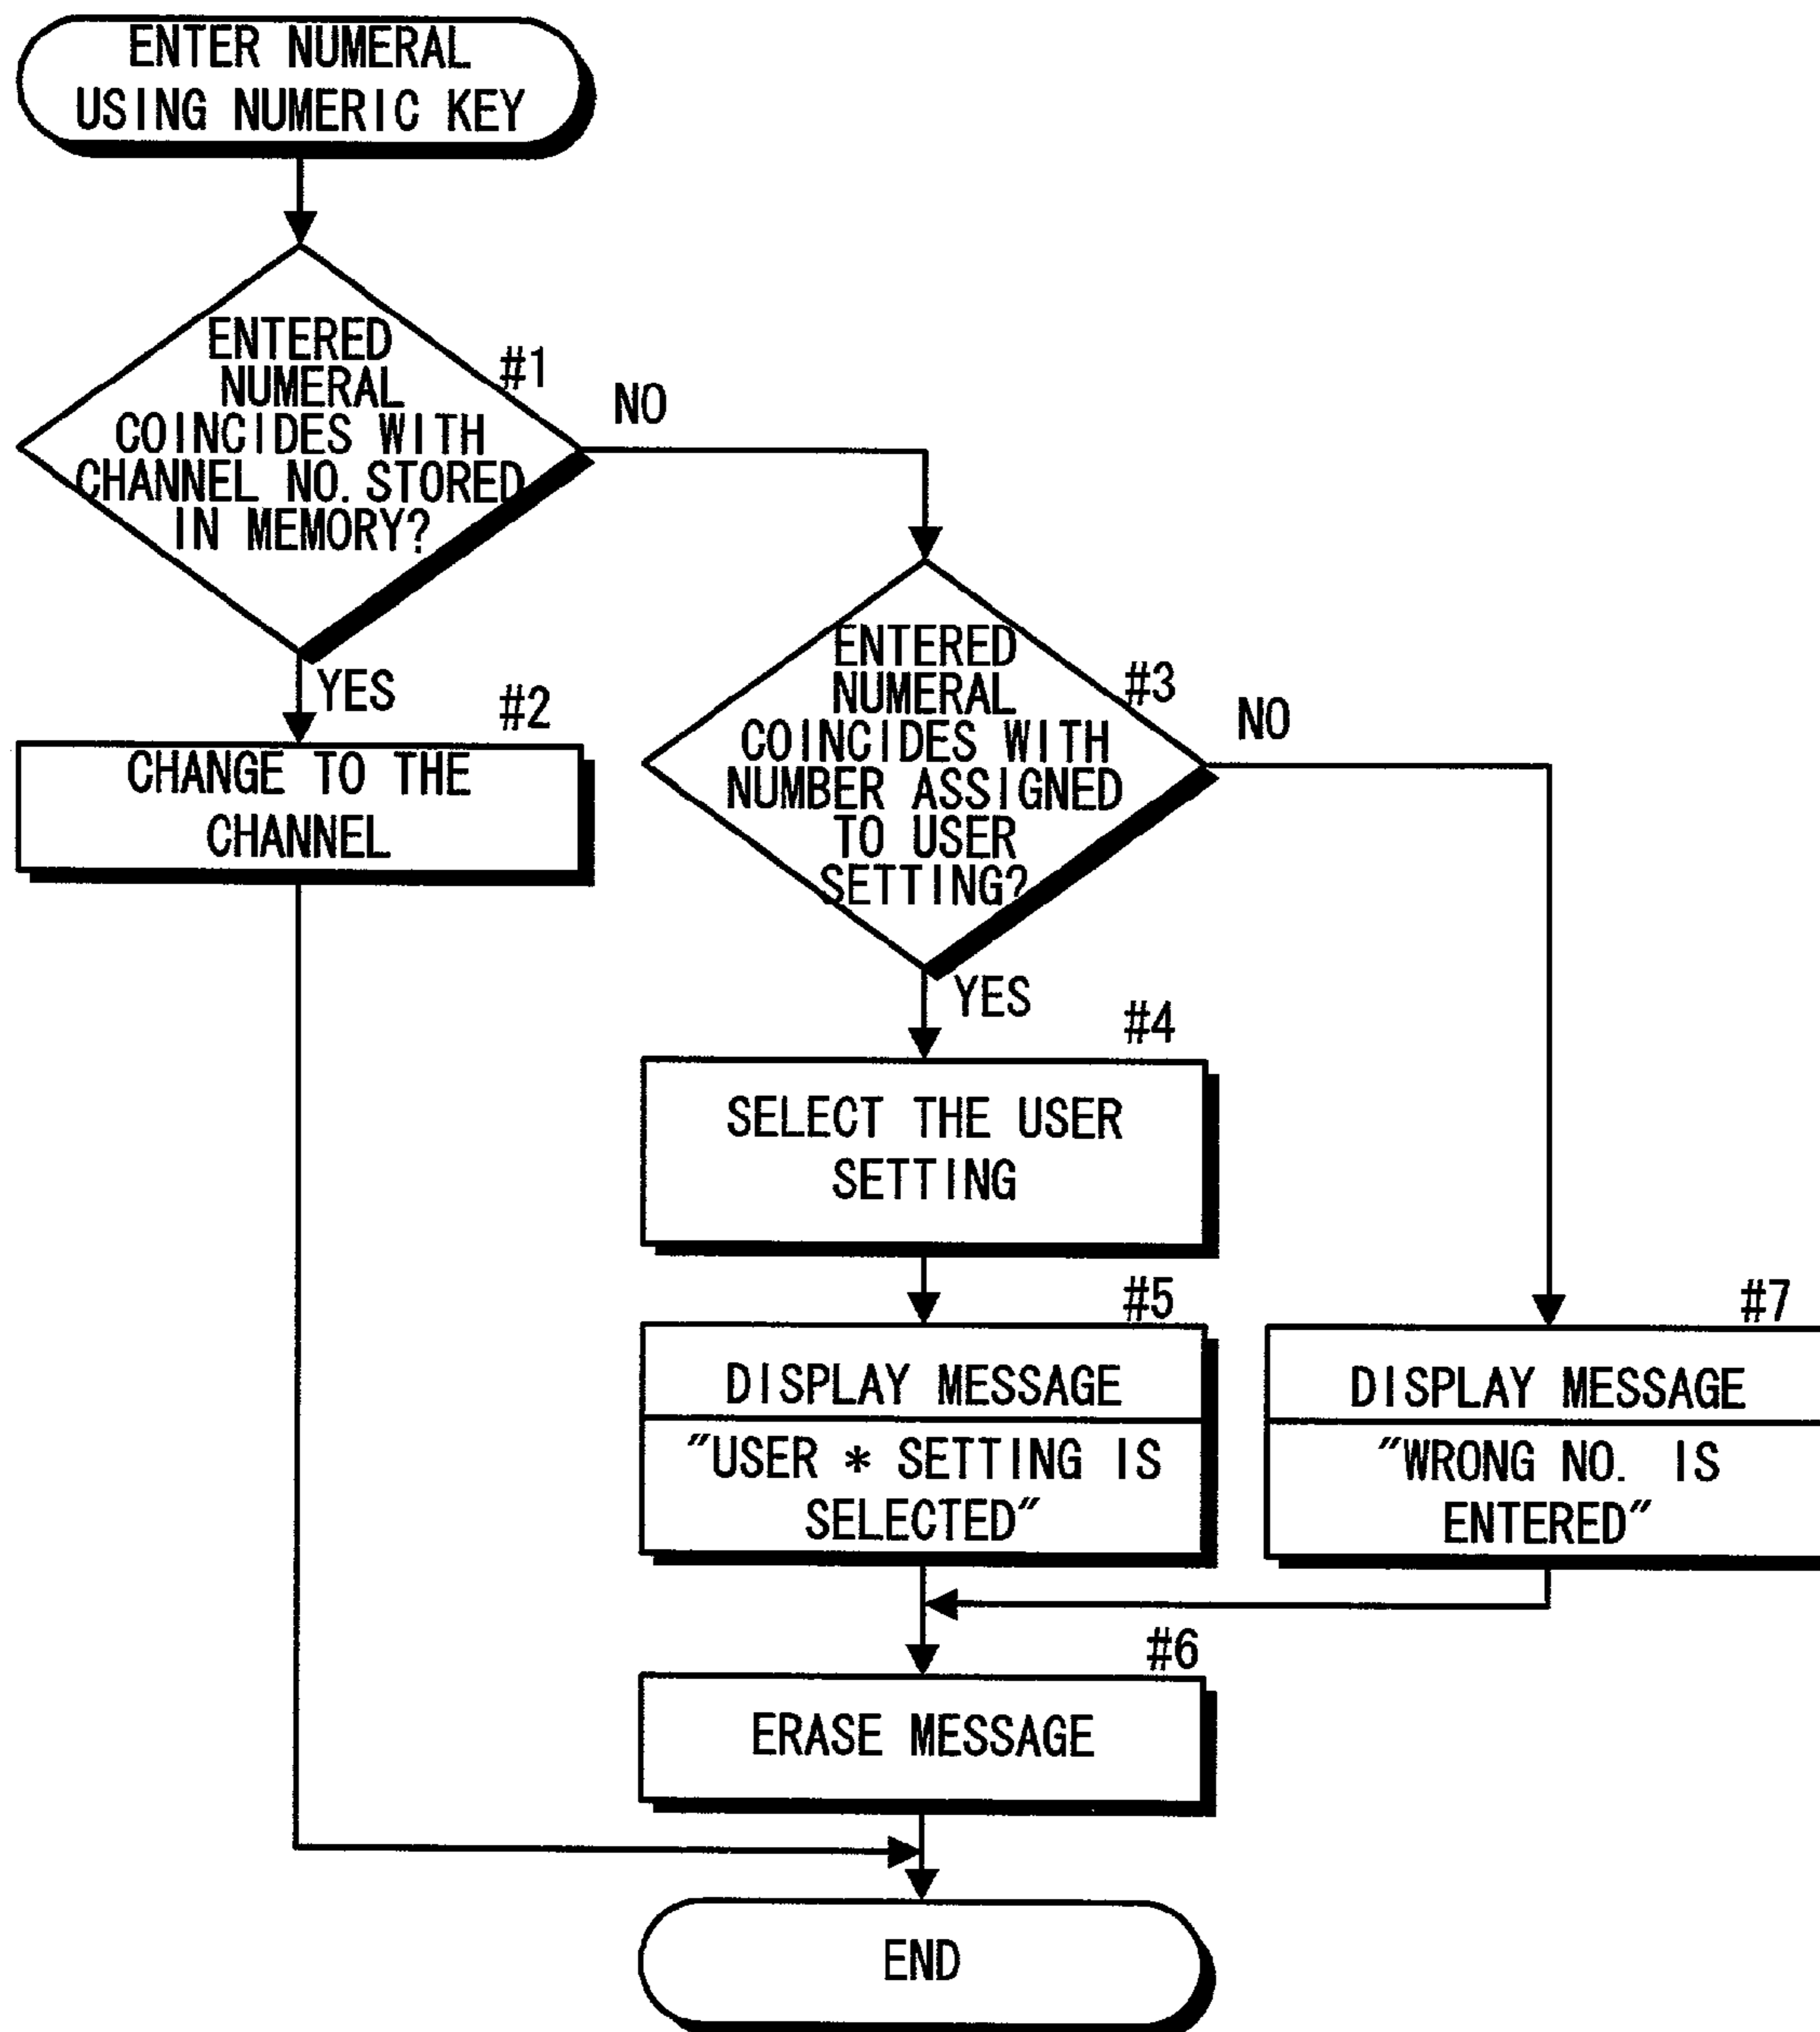 ENTER NUMERAL
USING NUMERIC KEY
ENTERED
NUMERAL
COINCIDES WITH
CHANNEL NO. STORED
IN MEMORY?
#1
NO
YES
#2
CHANGE TO THE
CHANNEL
ENTERED
NUMERAL
COINCIDES WITH
NUMBER ASSIGNED
TO USER
SETTING?
#3
NO
YES
#4
SELECT THE USER
SETTING
#5
DISPLAY MESSAGE
"USER * SETTING IS
SELECTED"
#7
DISPLAY MESSAGE
"WRONG NO. IS
ENTERED"
#6
ERASE MESSAGE
END